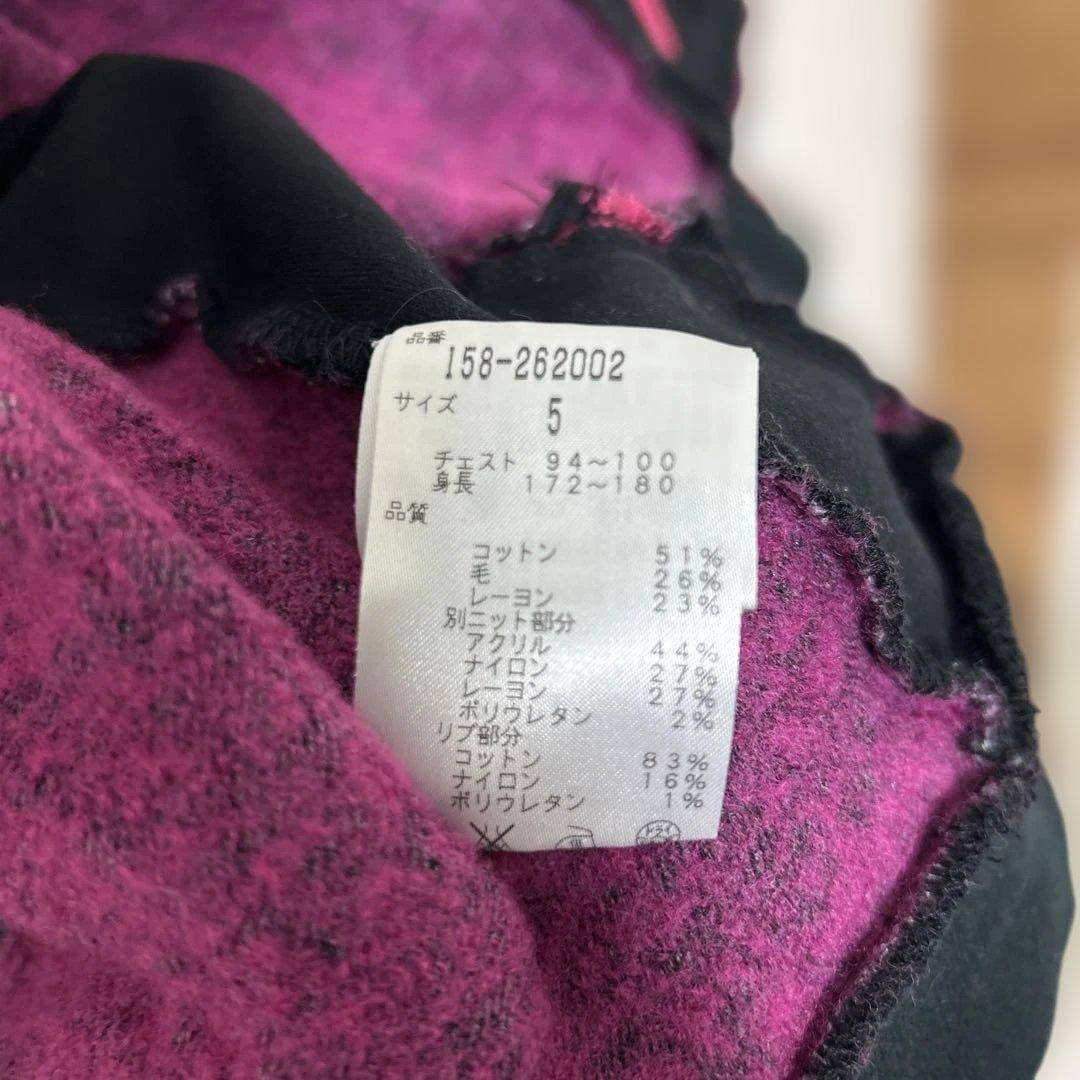 品番
158-262002
サイズ 5
チェスト 94～100
身長 172～180
品質
コットン 51%
毛 26%
レーヨン 23%
別ニット部分
アクリル 44%
ナイロン 27%
レーヨン 27%
ポリウレタン 2%
リブ部分
コットン 83%
ナイロン 16%
ポリウレタン 1%
ドライ